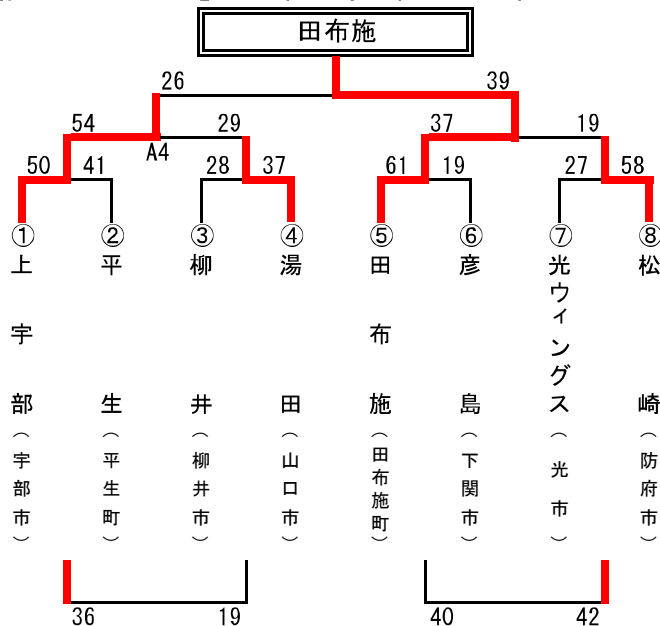 田布施
26 39
54 29 37 19
A4
50 41 28 37 61 19 27 58
① ② ③ ④ ⑤ ⑥ ⑦ ⑧
上宇部（宇部市）
平生（平生町）
柳井（柳井市）
湯田（山口市）
田布施（田布施町）
彦島（下関市）
光ウィングス（光市）
松崎（防府市）
36 19 40 42